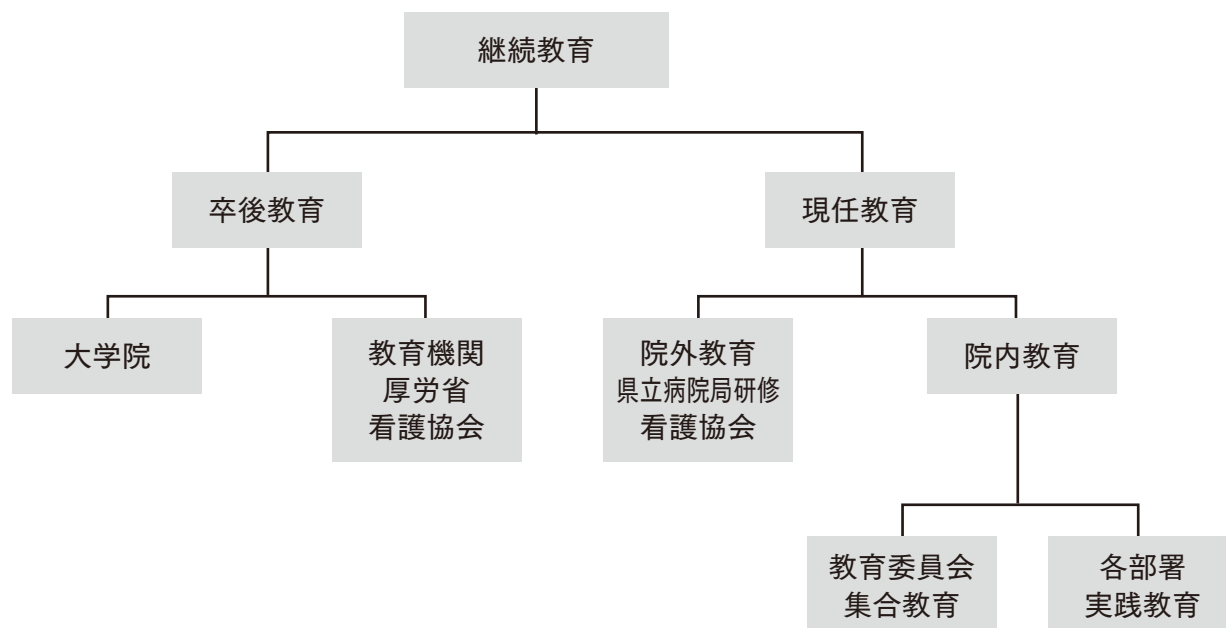 継続教育
卒後教育
現任教育
大学院
教育機関
厚労省
看護協会
院外教育
県立病院局研修
看護協会
院内教育
教育委員会
集合教育
各部署
実践教育